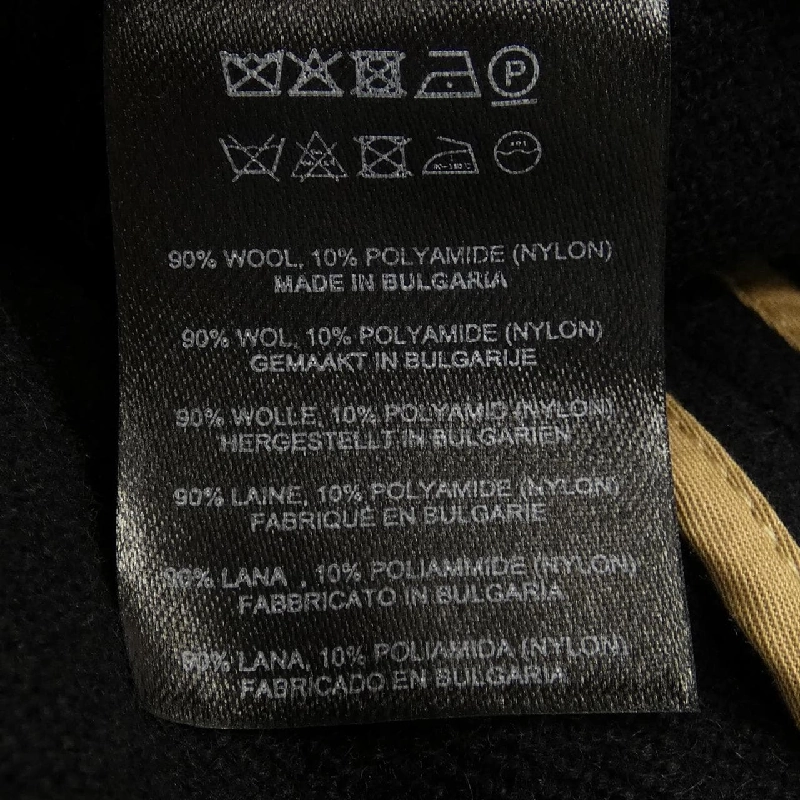 P
90% WOOL, 10% POLYAMIDE (NYLON)
MADE IN BULGARIA
90% WOL, 10% POLYAMIDE (NYLON)
GEMAAKT IN BULGARIJE
90% WOLLE, 10% POLYAMID (NYLON)
HERGESTELLT IN BULGARIEN
90% LAINE, 10% POLYAMIDE (NYLON)
FABRIQUÉ EN BULGARIE
90% LANA , 10% POLIAMMIDE (NYLON)
FABBRICATO IN BULGARIA
90% LANA, 10% POLIAMIDA (NYLON)
FABRICADO EN BULGARIA